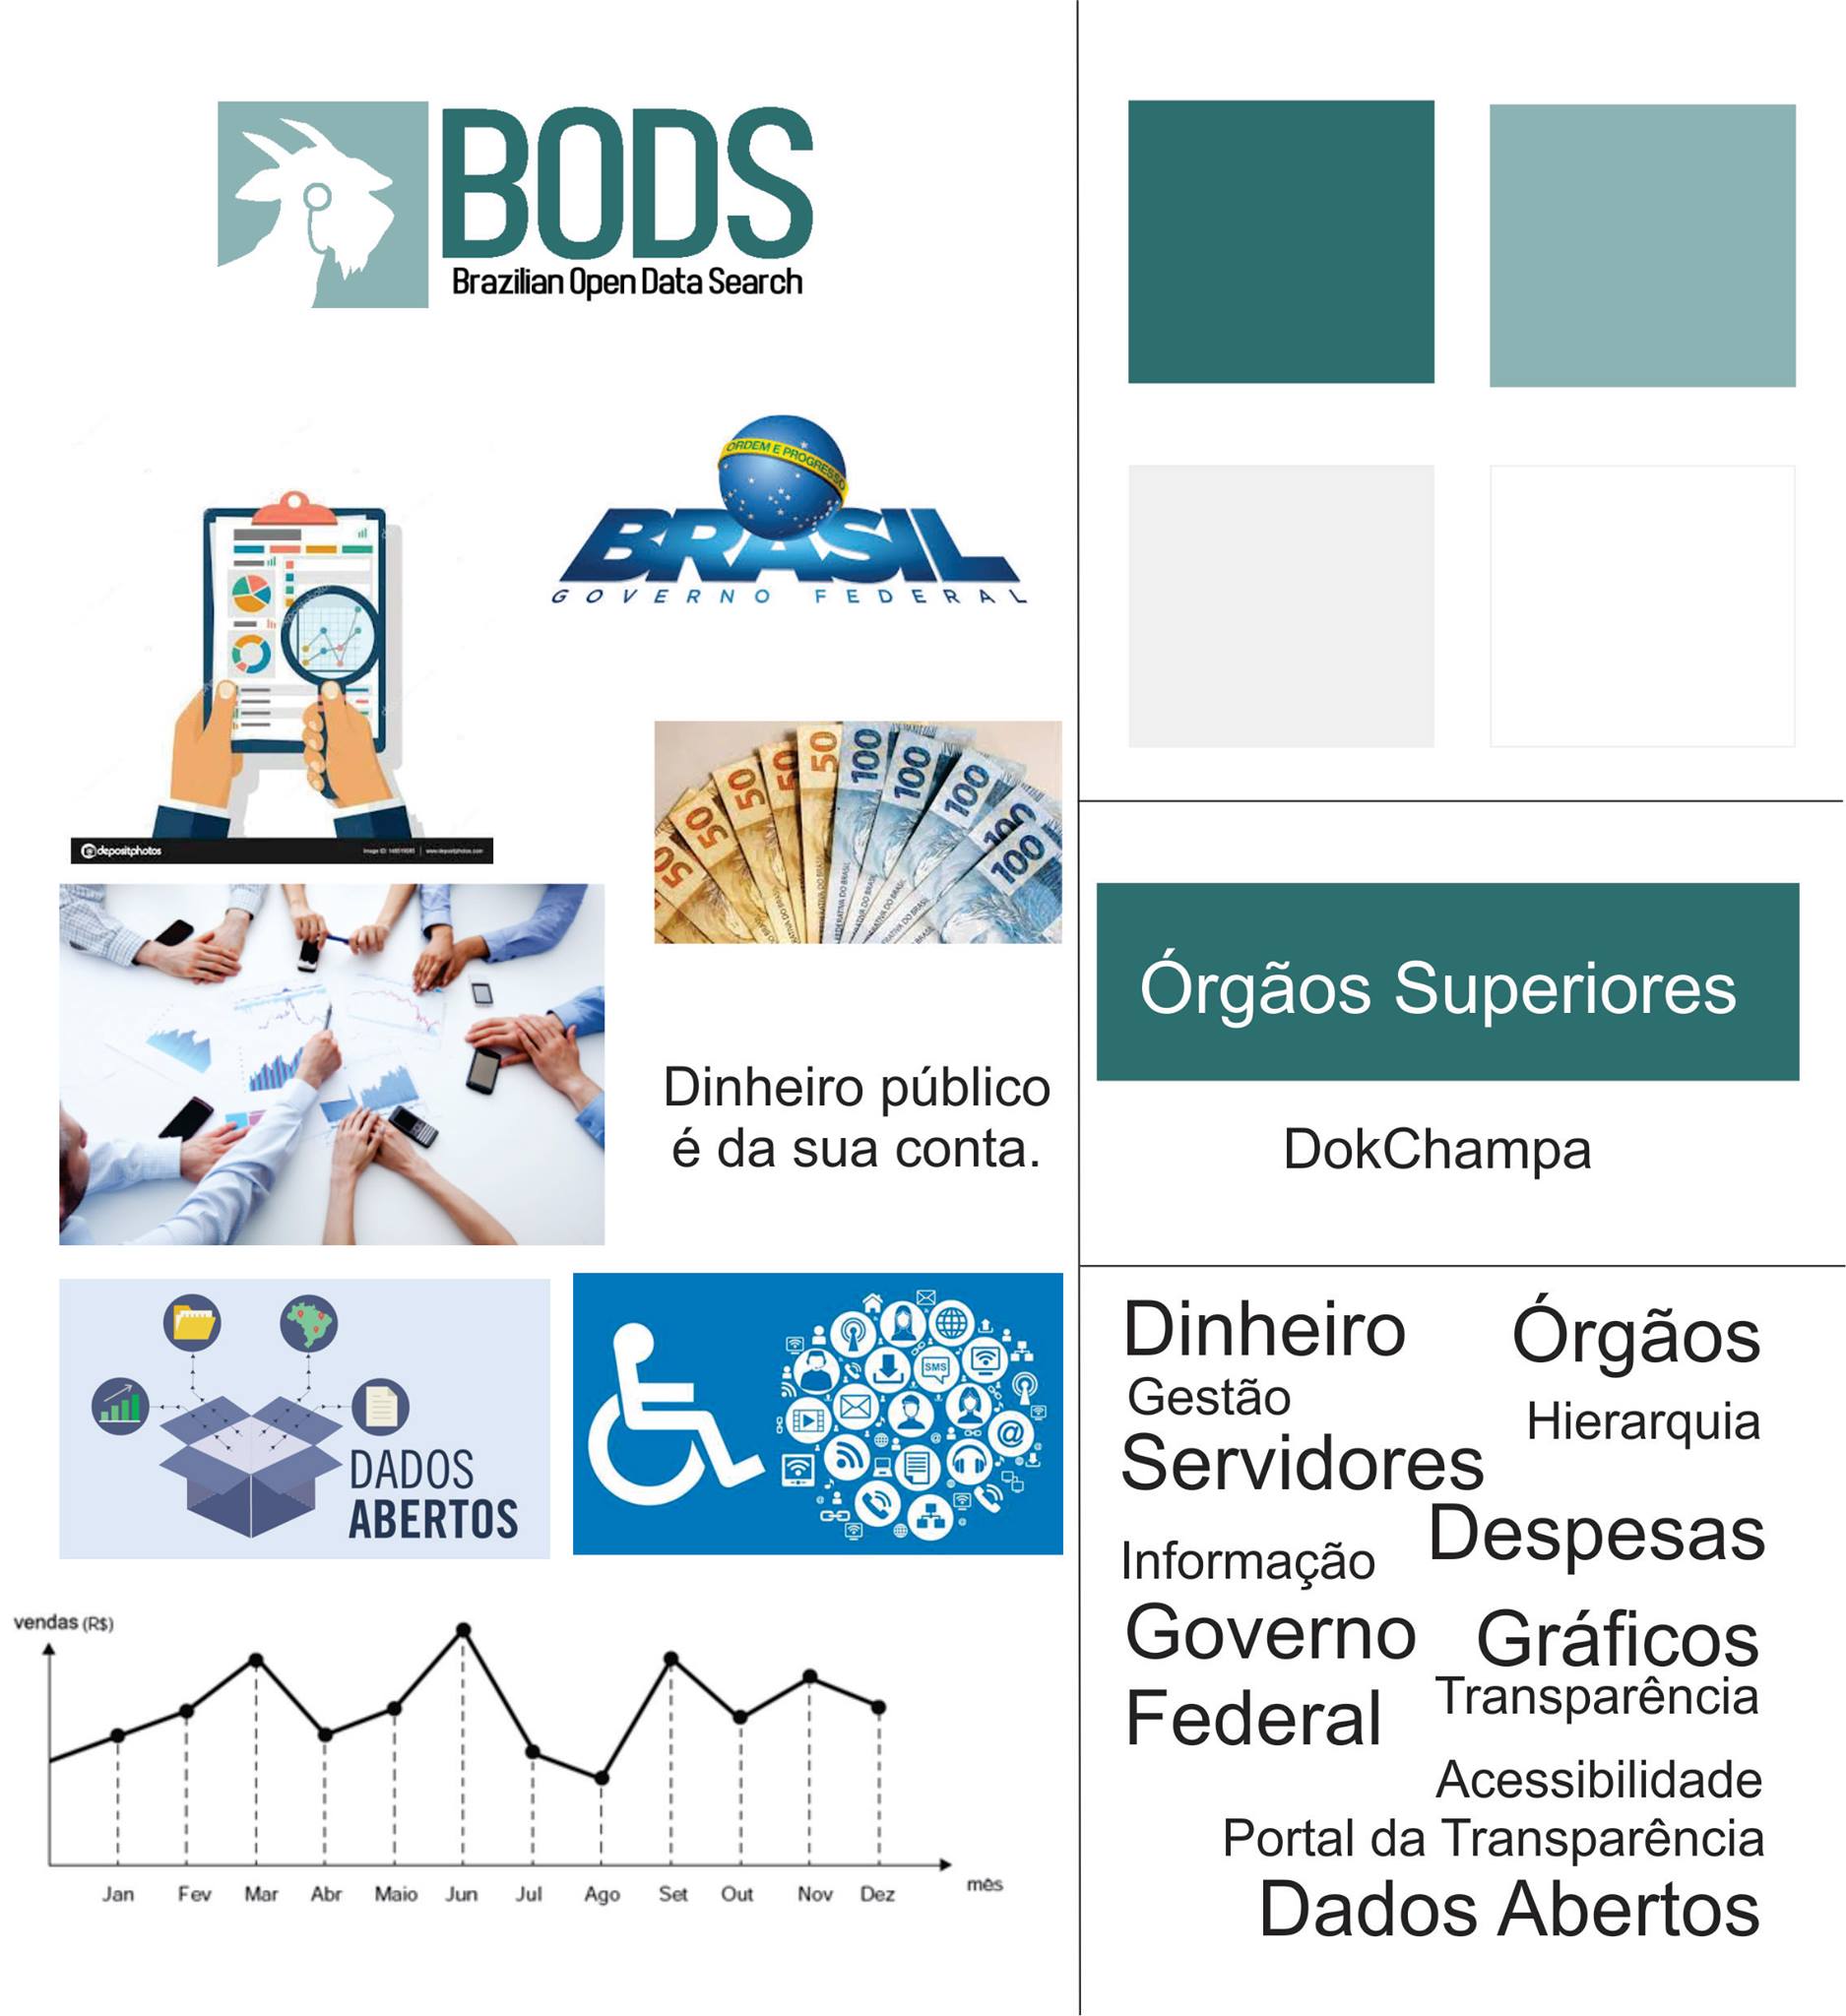 BODS
Brazilian Open Data Search
ORDEM E PROGRESSO
BRASIL
GOVERNO FEDERAL
depositphotos
50
50
50
50
50
100
100
100
100
100
Dinheiro público
é da sua conta.
DADOS
ABERTOS
SMS
@
vendas (R$)
Jan Fev Mar Abr Maio Jun Jul Ago Set Out Nov Dez
mês
Órgãos Superiores
DokChampa
Dinheiro
Órgãos
Gestão
Hierarquia
Servidores
Despesas
Informação
Governo
Gráficos
Transparência
Federal
Acessibilidade
Portal da Transparência
Dados Abertos